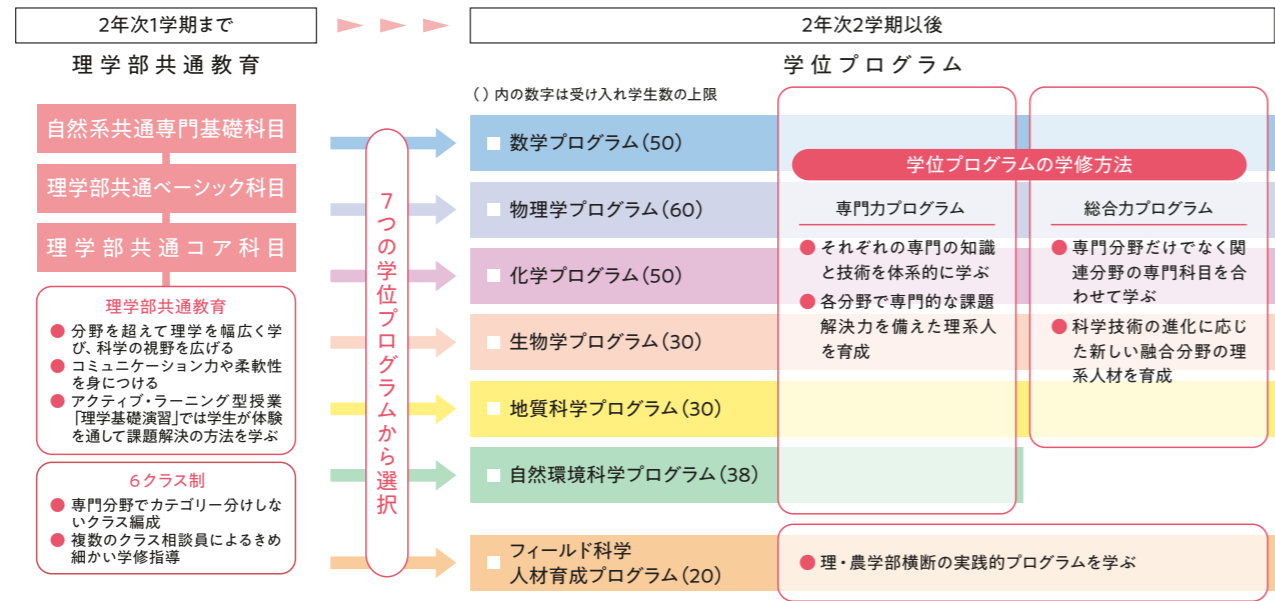 2年次1学期まで
2年次2学期以後
理学部共通教育
学位プログラム
( ) 内の数字は受け入れ学生数の上限
自然系共通専門基礎科目
理学部共通ベーシック科目
理学部共通コア科目
理学部共通教育
● 分野を超えて理学を幅広く学
び、科学の視野を広げる
● コミュニケーション力や柔軟性
を身につける
● アクティブ・ラーニング型授業
「理学基礎演習」では学生が体験
を通して課題解決の方法を学ぶ
6クラス制
● 専門分野でカテゴリー分けしな
いクラス編成
● 複数のクラス相談員によるきめ
細かい学修指導
7つの学位プログラムから選択
数学プログラム(50)
物理学プログラム(60)
化学プログラム(50)
生物学プログラム(30)
地質科学プログラム(30)
自然環境科学プログラム(38)
フィールド科学
人材育成プログラム(20)
学位プログラムの学修方法
専門力プログラム
● それぞれの専門の知識
と技術を体系的に学ぶ
● 各分野で専門的な課題
解決力を備えた理系人
を育成
総合力プログラム
● 専門分野だけでなく関
連分野の専門科目を合
わせて学ぶ
● 科学技術の進化に応じ
た新しい融合分野の理
系人材を育成
● 理・農学部横断の実践的プログラムを学ぶ